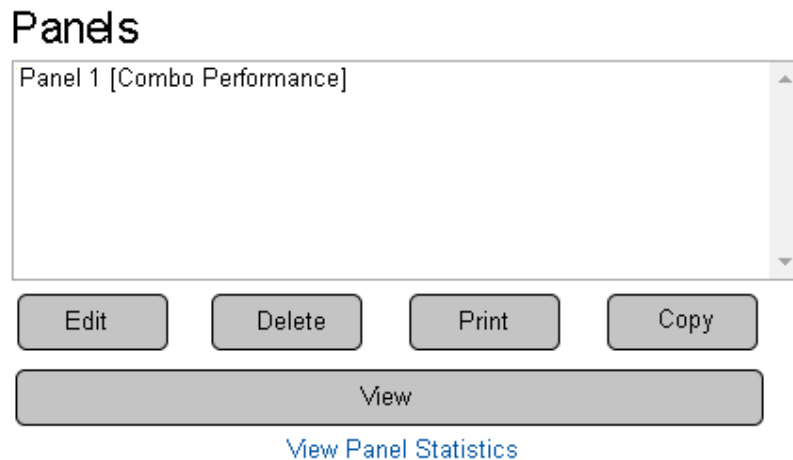 Panels
Panel 1 [Combo Performance]
Edit Delete Print Copy
View
View Panel Statistics